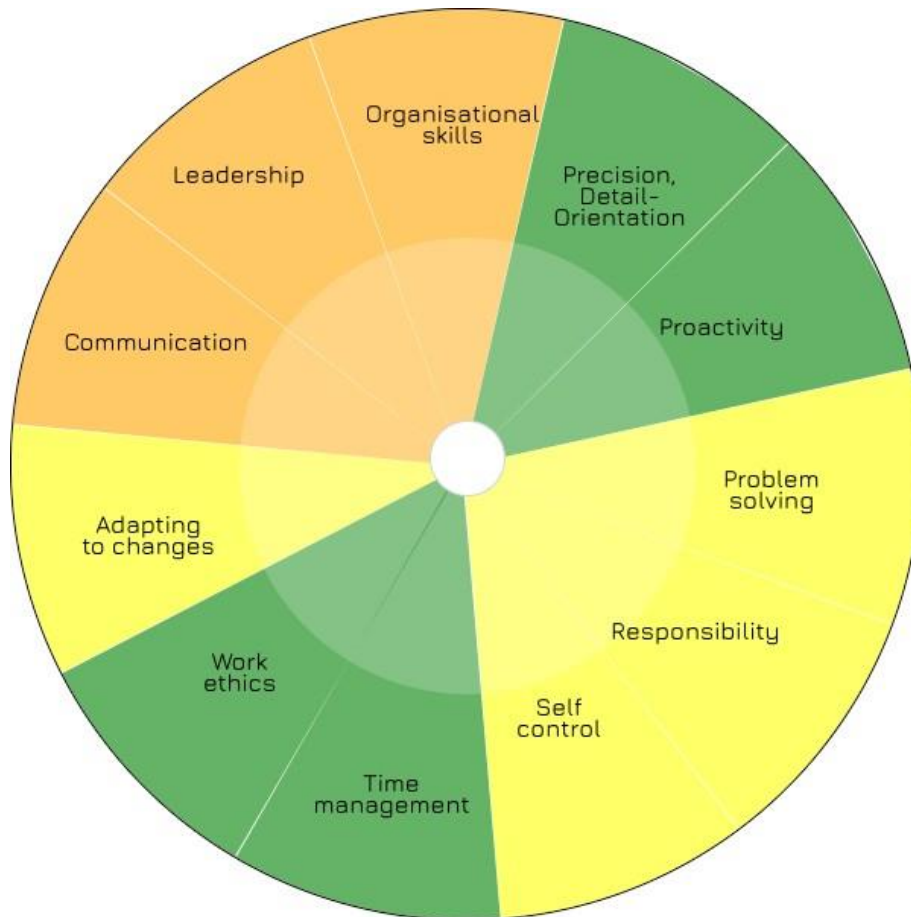 Organisational
skills
Precision,
Detail-
Orientation
Proactivity
Problem
solving
Responsibility
Self
control
Time
management
Work
ethics
Adapting
to changes
Communication
Leadership